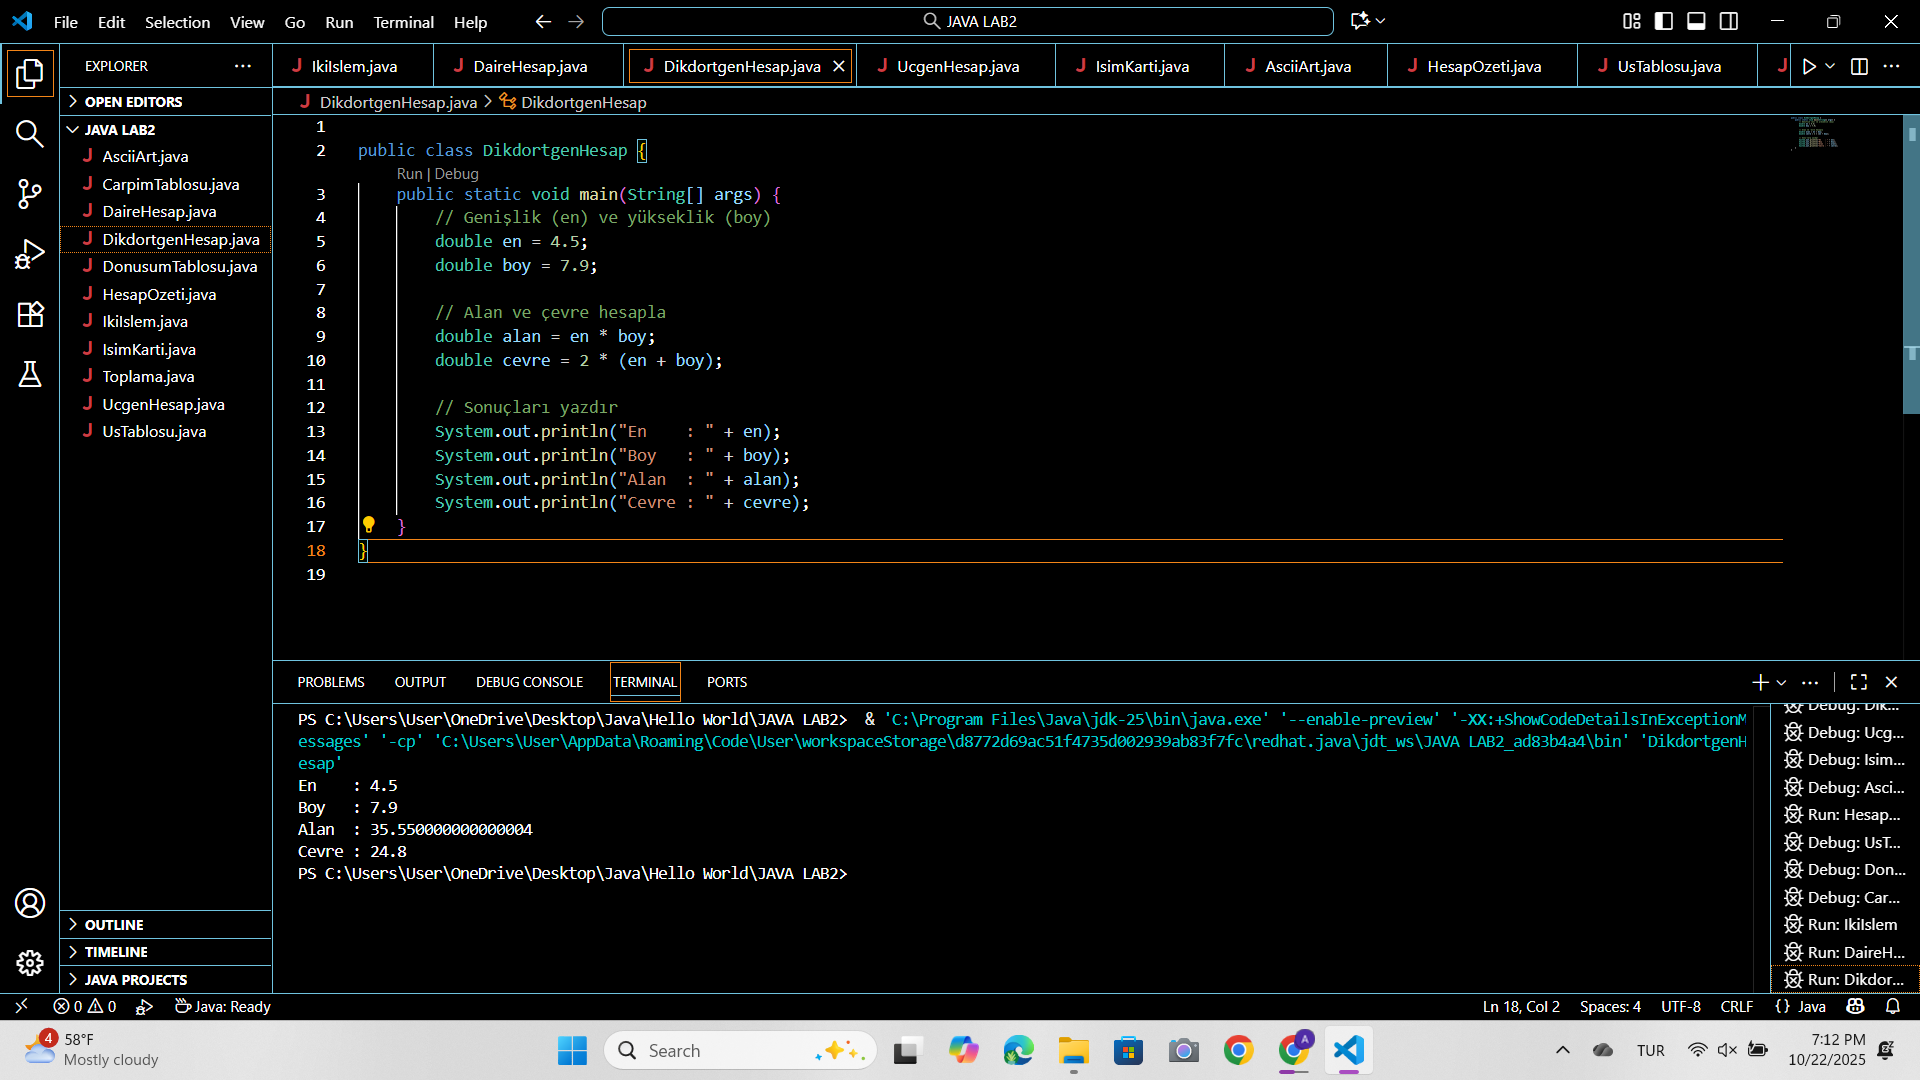 File Edit Selection View Go Run Terminal Help
JAVA LAB2
EXPLORER
IkiIslem.java
DaireHesap.java
DikdortgenHesap.java
UcgenHesap.java
IsimKarti.java
AsciiArt.java
HesapOzeti.java
UsTablosu.java
OPEN EDITORS
JAVA LAB2
AsciiArt.java
CarpimTablosu.java
DaireHesap.java
DikdortgenHesap.java
DonusumTablosu.java
HesapOzeti.java
IkiIslem.java
IsimKarti.java
Toplama.java
UcgenHesap.java
UsTablosu.java
OUTLINE
TIMELINE
JAVA PROJECTS
DikdortgenHesap.java > DikdortgenHesap
1
2 public class DikdortgenHesap {
Run | Debug
3 public static void main(String[] args) {
4 // Genişlik (en) ve yükseklik (boy)
5 double en = 4.5;
6 double boy = 7.9;
7
8 // Alan ve çevre hesapla
9 double alan = en * boy;
10 double cevre = 2 * (en + boy);
11
12 // Sonuçları yazdır
13 System.out.println("En    : " + en);
14 System.out.println("Boy   : " + boy);
15 System.out.println("Alan  : " + alan);
16 System.out.println("Cevre : " + cevre);
17 }
18 }
19
PROBLEMS OUTPUT DEBUG CONSOLE TERMINAL PORTS
PS C:\Users\User\OneDrive\Desktop\Java\Hello World\JAVA LAB2>  & 'C:\Program Files\Java\jdk-25\bin\java.exe' '--enable-preview' '-XX:+ShowCodeDetailsInExceptionM
essages' '-cp' 'C:\Users\User\AppData\Roaming\Code\User\workspaceStorage\d8772d69ac51f4735d002939ab83f7fc\redhat.java\jdt_ws\JAVA LAB2_ad83b4a4\bin' 'DikdortgenH
esap'
En    : 4.5
Boy   : 7.9
Alan  : 35.550000000000004
Cevre : 24.8
PS C:\Users\User\OneDrive\Desktop\Java\Hello World\JAVA LAB2>
Debug: Dik...
Debug: Ucg...
Debug: Isim...
Debug: Asci...
Run: Hesap...
Debug: UsT...
Debug: Don...
Debug: Car...
Run: IkiIslem
Run: DaireH...
Run: Dikdor...
0 0 Java: Ready
Ln 18, Col 2 Spaces: 4 UTF-8 CRLF {} Java
4
58°F
Mostly cloudy
Search
A
TUR
7:12 PM
10/22/2025